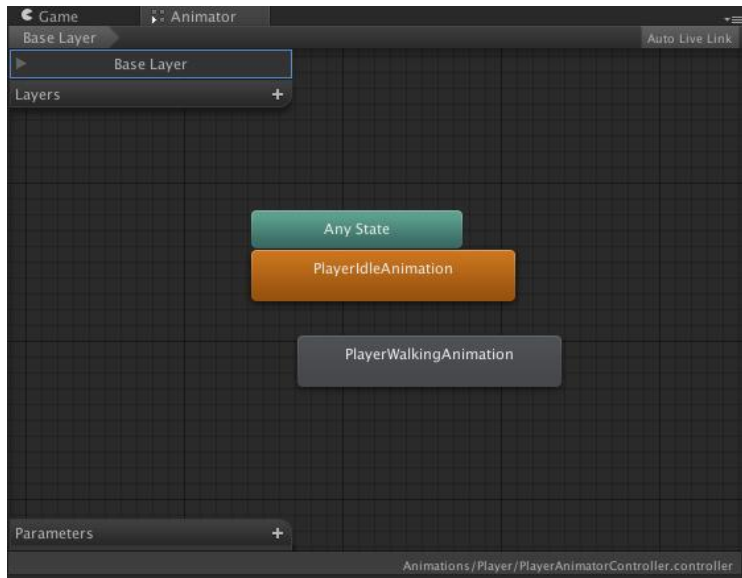 Game
Animator
Base Layer
Auto Live Link
Base Layer
Layers +
Any State
PlayerIdleAnimation
PlayerWalkingAnimation
Parameters +
Animations/Player/PlayerAnimatorController.controller